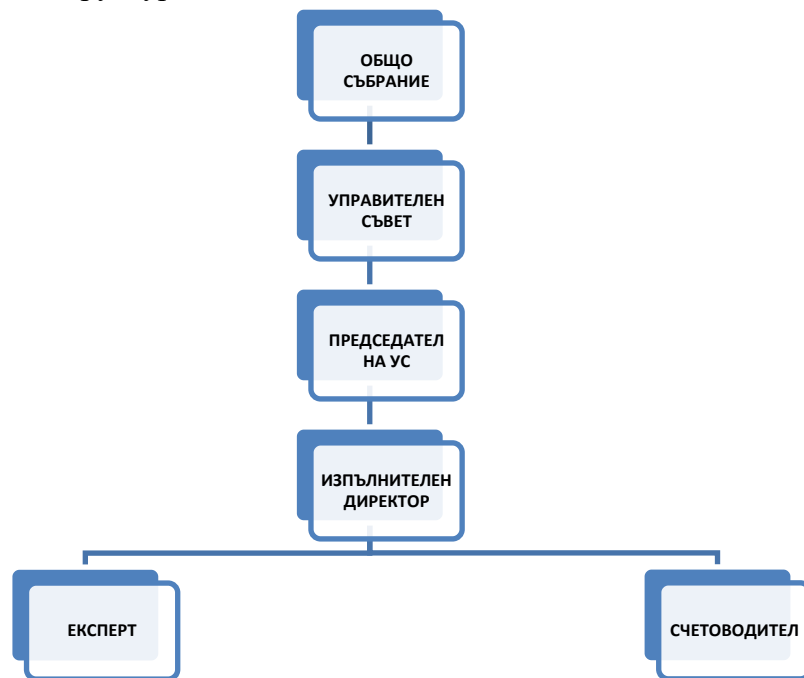 ОБЩО
СЪБРАНИЕ
УПРАВИТЕЛЕН
СЪВЕТ
ПРЕДСЕДАТЕЛ
НА УС
ИЗПЪЛНИТЕЛЕН
ДИРЕКТОР
ЕКСПЕРТ
СЧЕТОВОДИТЕЛ